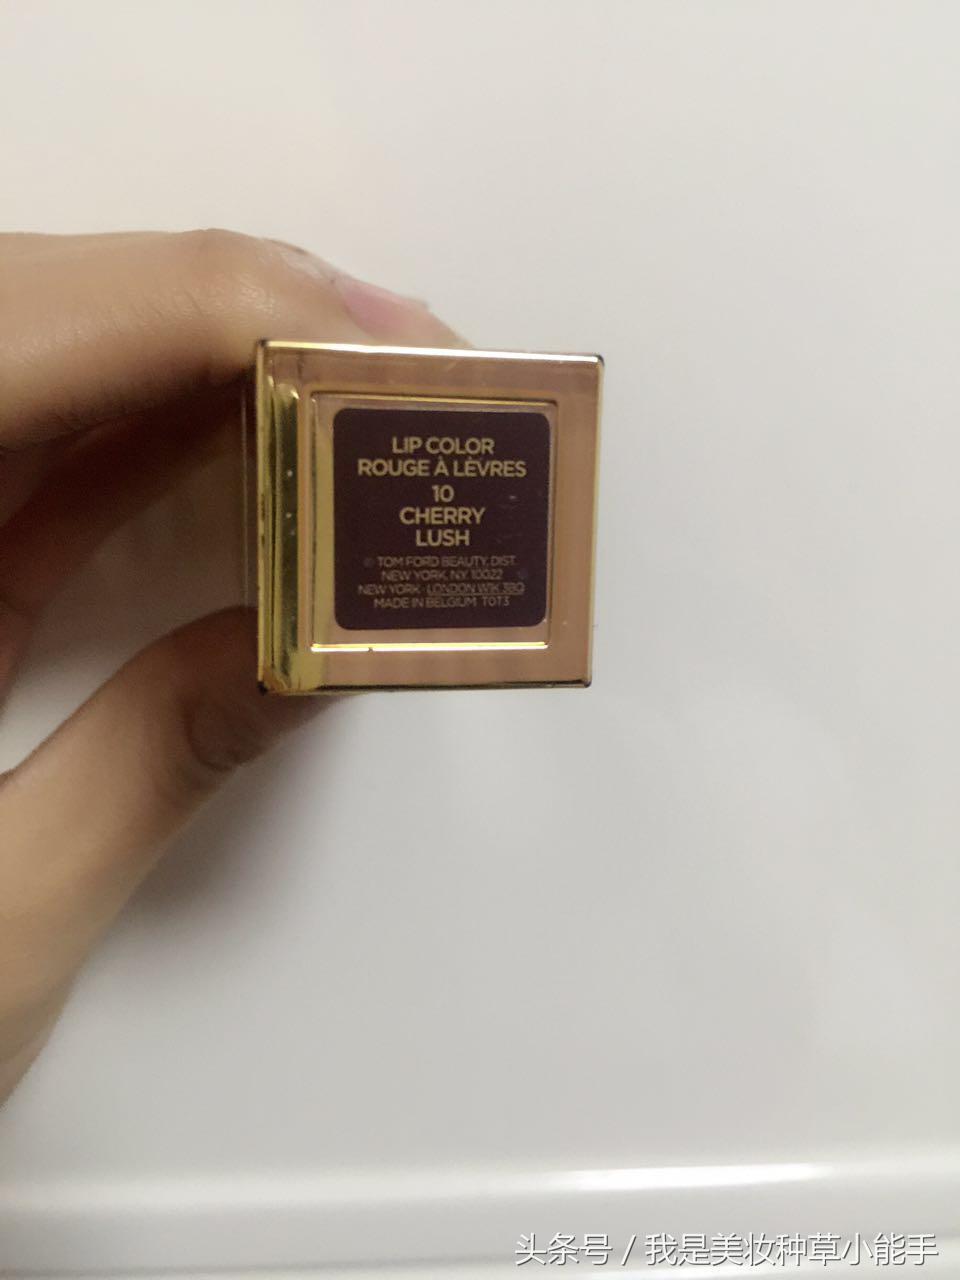 LIP COLOR
ROUGE À LÈVRES
10
CHERRY
LUSH
© TOM FORD BEAUTY, DIST.
NEW YORK, NY 10022
NEW YORK · LONDON W1K 3BQ
MADE IN BELGIUM T0T3
头条号 / 我是美妆种草小能手